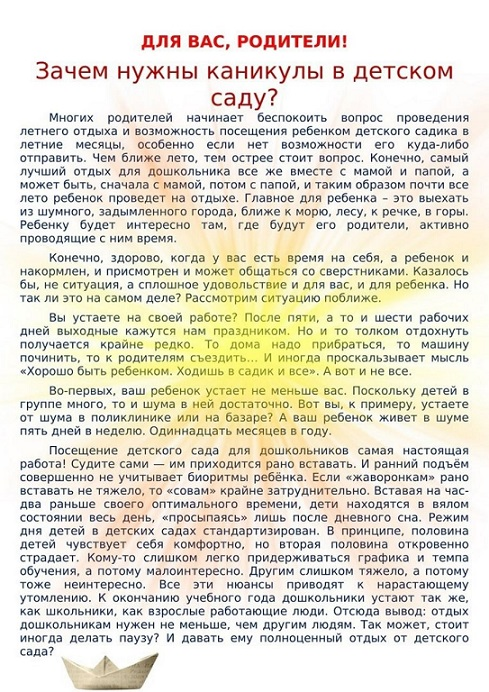 ДЛЯ ВАС, РОДИТЕЛИ!
Зачем нужны каникулы в детском
саду?
Многих родителей начинает беспокоить вопрос проведения
летнего отдыха и возможность посещения ребенком детского садика в
летние месяцы, особенно если нет возможности его куда-либо
отправить. Чем ближе лето, тем острее стоит вопрос. Конечно, самый
лучший отдых для дошкольника все же вместе с мамой и папой, а
может быть, сначала с мамой, потом с папой, и таким образом почти все
лето ребенок проведет на отдыхе. Главное для ребенка – это выехать
из шумного, задымленного города, ближе к морю, лесу, к речке, в горы.
Ребенку будет интересно там, где будут его родители, активно
проводящие с ним время.
Конечно, здорово, когда у вас есть время на себя, а ребенок и
накормлен, и присмотрен и может общаться со сверстниками. Казалось
бы, не ситуация, а сплошное удовольствие и для вас, и для ребенка. Но
так ли это на самом деле? Рассмотрим ситуацию поближе.
Вы устаете на своей работе? После пяти, а то и шести рабочих
дней выходные кажутся нам праздником. Но и то толком отдохнуть
получается крайне редко. То дома надо прибраться, то машину
починить, то к родителям съездить... И иногда проскальзывает мысль
«Хорошо быть ребенком. Ходишь в садик и все». А вот и не все.
Во-первых, ваш ребенок устает не меньше вас. Поскольку детей в
группе много, то и шума в ней достаточно. Вот вы, к примеру, устаете
от шума в поликлинике или на базаре? А ваш ребенок живет в шуме
пять дней в неделю. Одиннадцать месяцев в году.
Посещение детского сада для дошкольников самая настоящая
работа! Судите сами — им приходится рано вставать. И ранний подъём
совершенно не учитывает биоритмы ребёнка. Если «жаворонкам» рано
вставать не тяжело, то «совам» крайне затруднительно. Вставая на час-
два раньше своего оптимального времени, дети находятся в вялом
состоянии весь день, «просыпаясь» лишь после дневного сна. Режим
дня детей в детских садах стандартизирован. В принципе, половина
детей чувствует себя комфортно, но вторая половина откровенно
страдает. Кому-то слишком легко придерживаться графика и темпа
обучения, а потому малоинтересно. Другим слишком тяжело, а потому
тоже неинтересно. Все эти нюансы приводят к нарастающему
утомлению. К окончанию учебного года дошкольники устают так же,
как школьники, как взрослые работающие люди. Отсюда вывод: отдых
дошкольникам нужен не меньше, чем другим людям. Так может, стоит
иногда делать паузу? И давать ему полноценный отдых от детского
сада?